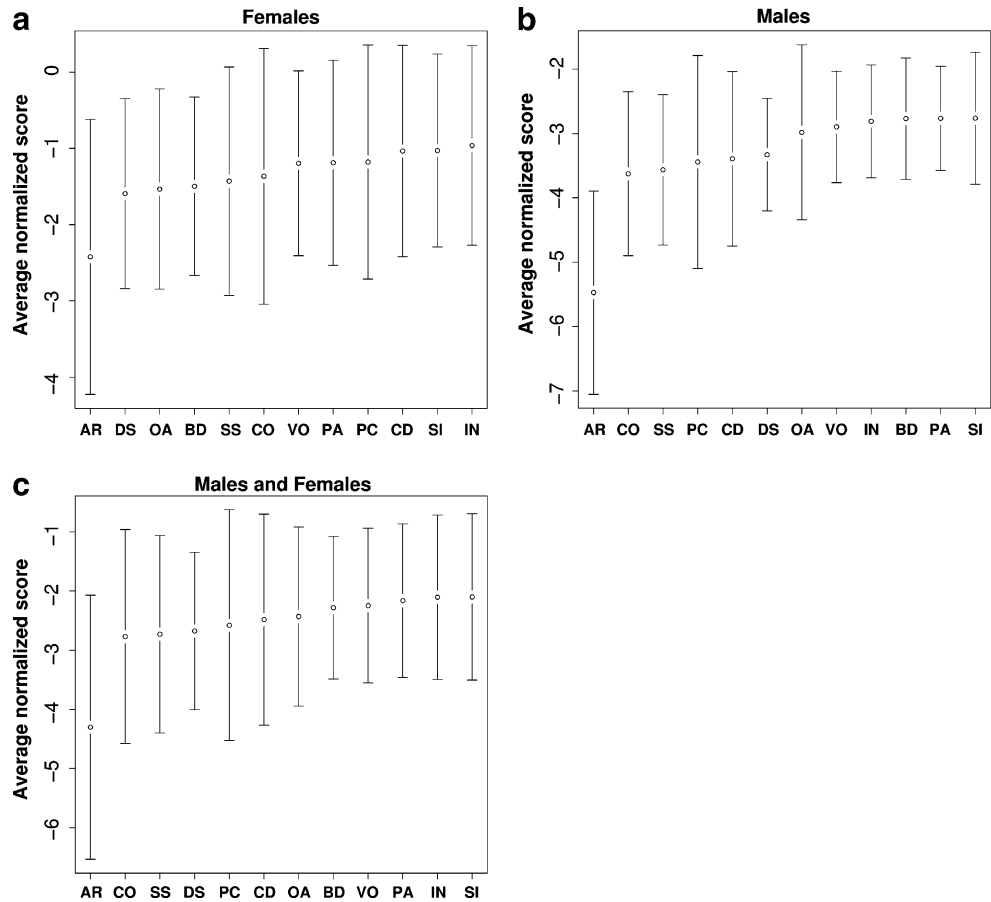 a
Females
Average normalized score
0
−1
−2
−3
−4
AR DS OA BD SS CO VO PA PC CD SI IN
b
Males
Average normalized score
−2
−3
−4
−5
−6
−7
AR CO SS PC CD DS OA VO IN BD PA SI
c
Males and Females
Average normalized score
−1
−2
−3
−4
−5
−6
AR CO SS DS PC CD OA BD VO PA IN SI